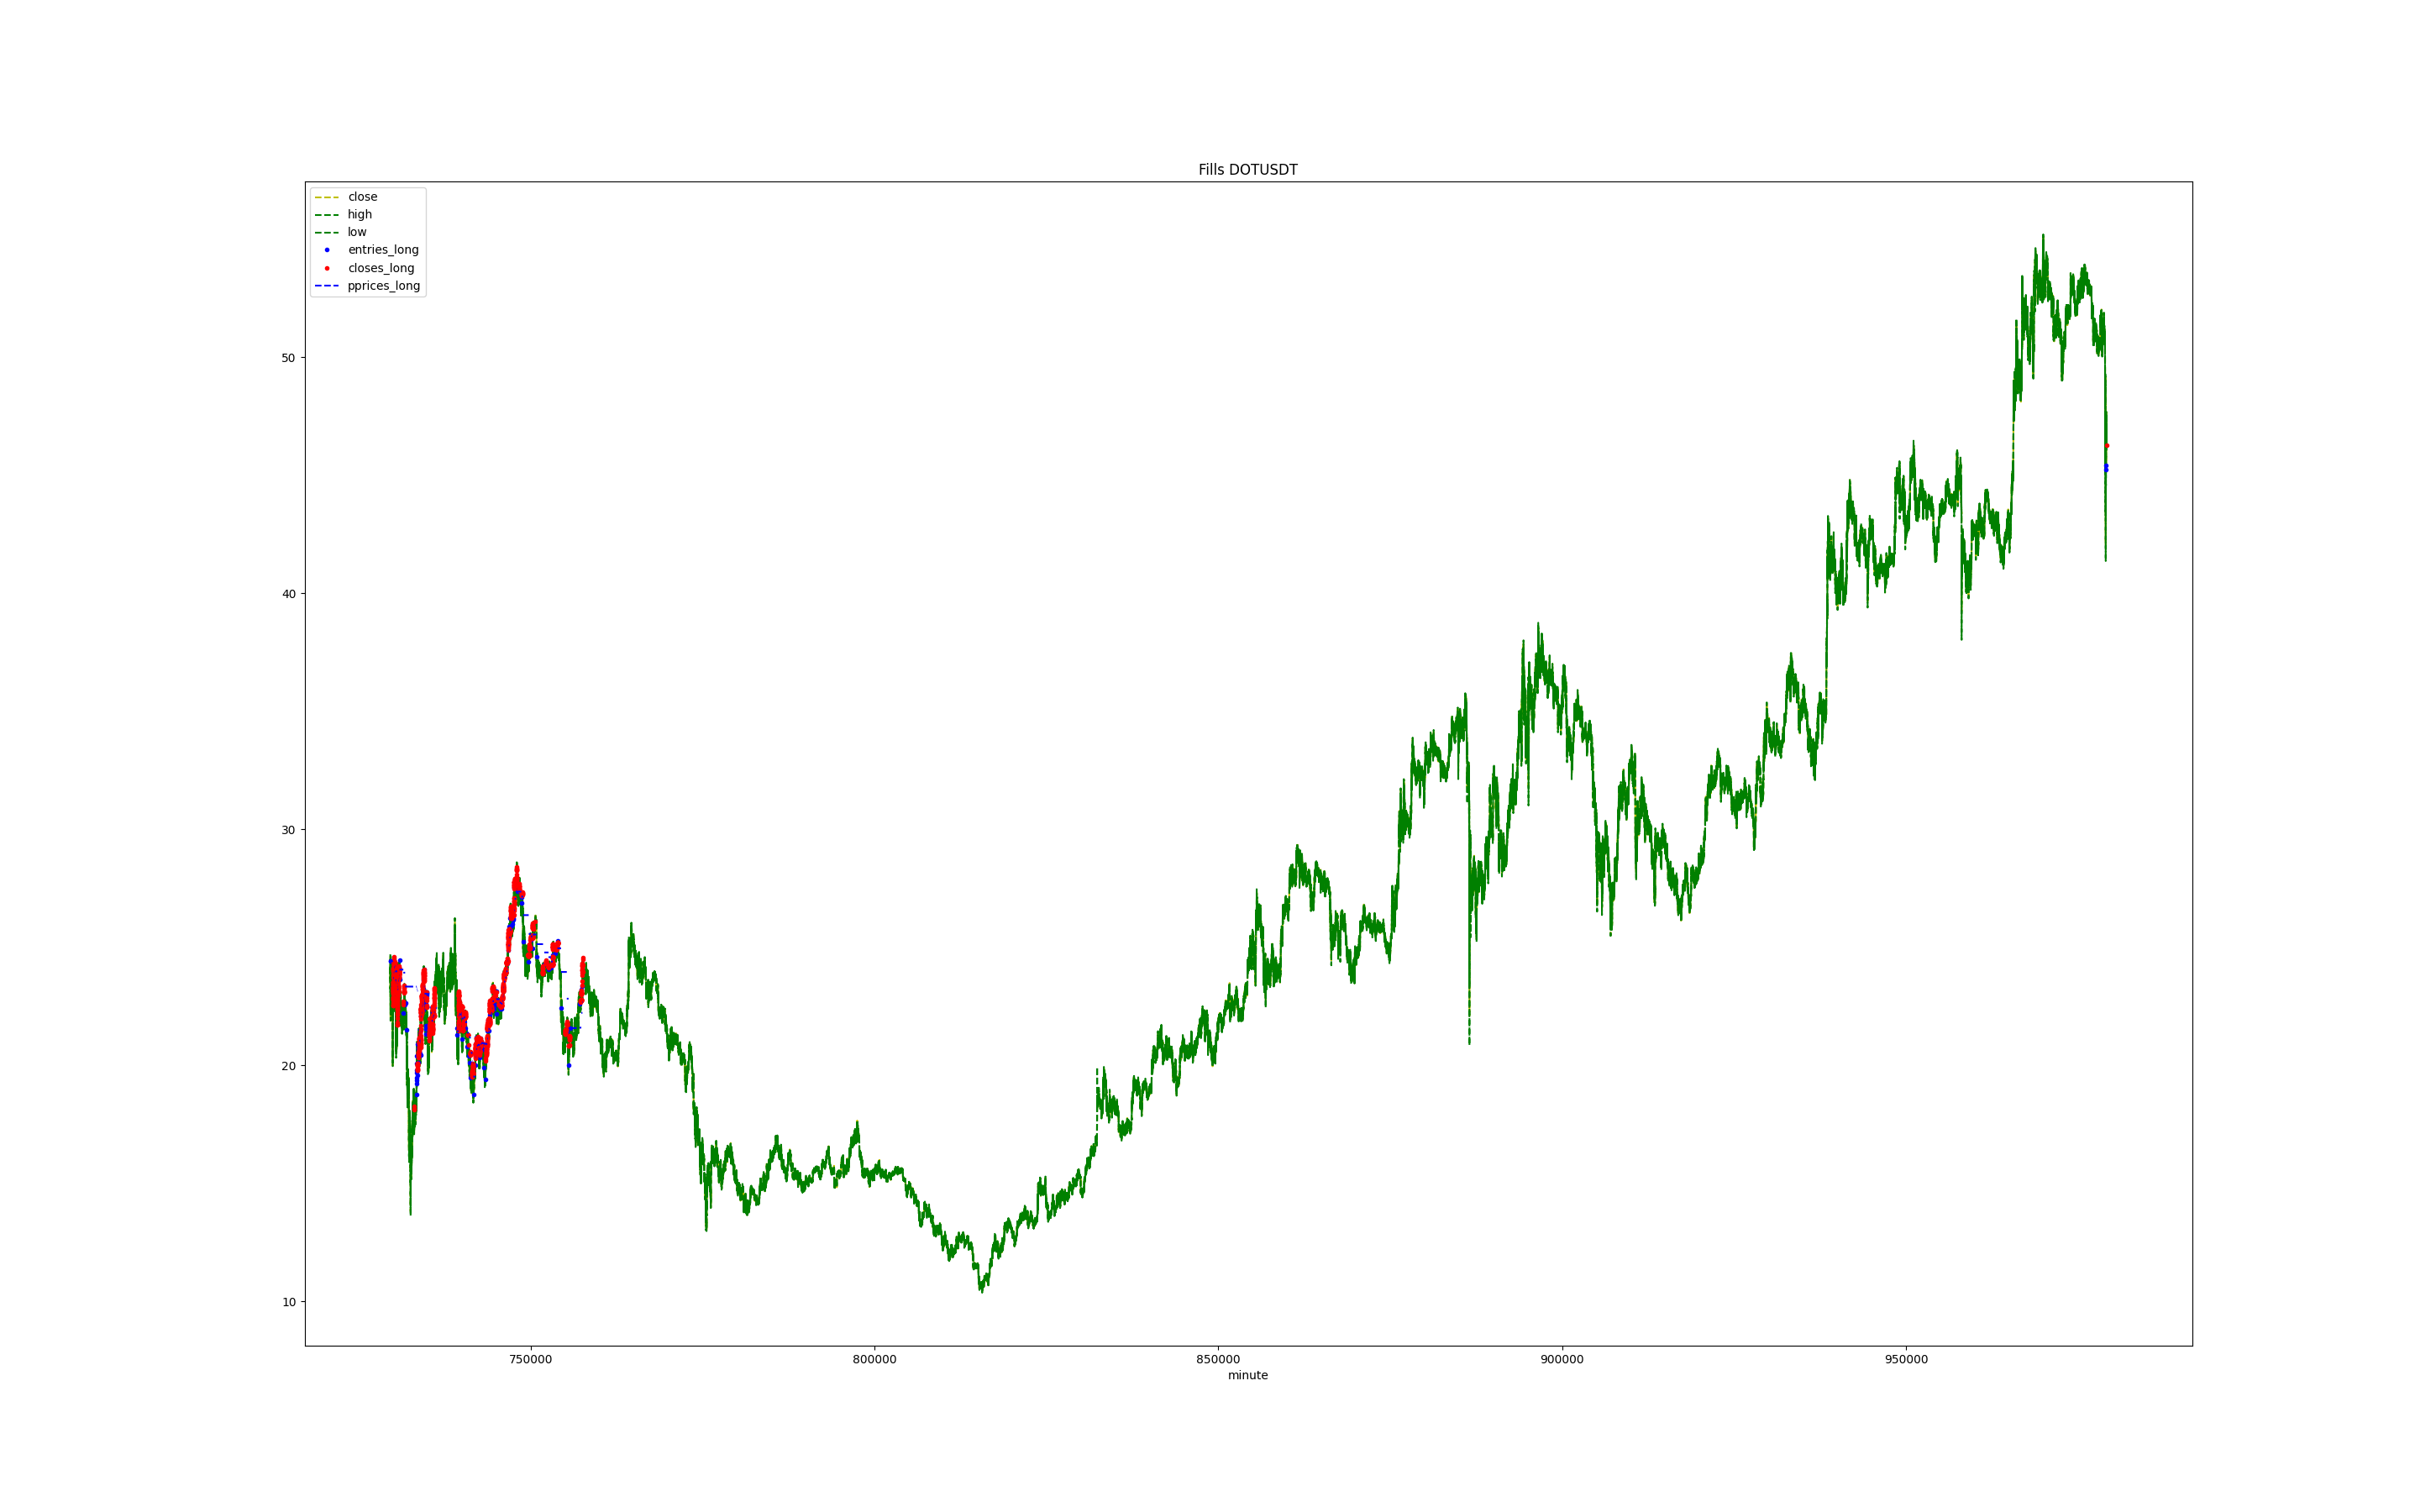 Fills DOTUSDT
close
high
low
entries_long
closes_long
pprices_long
50
40
30
20
10
750000 800000 850000 900000 950000
minute